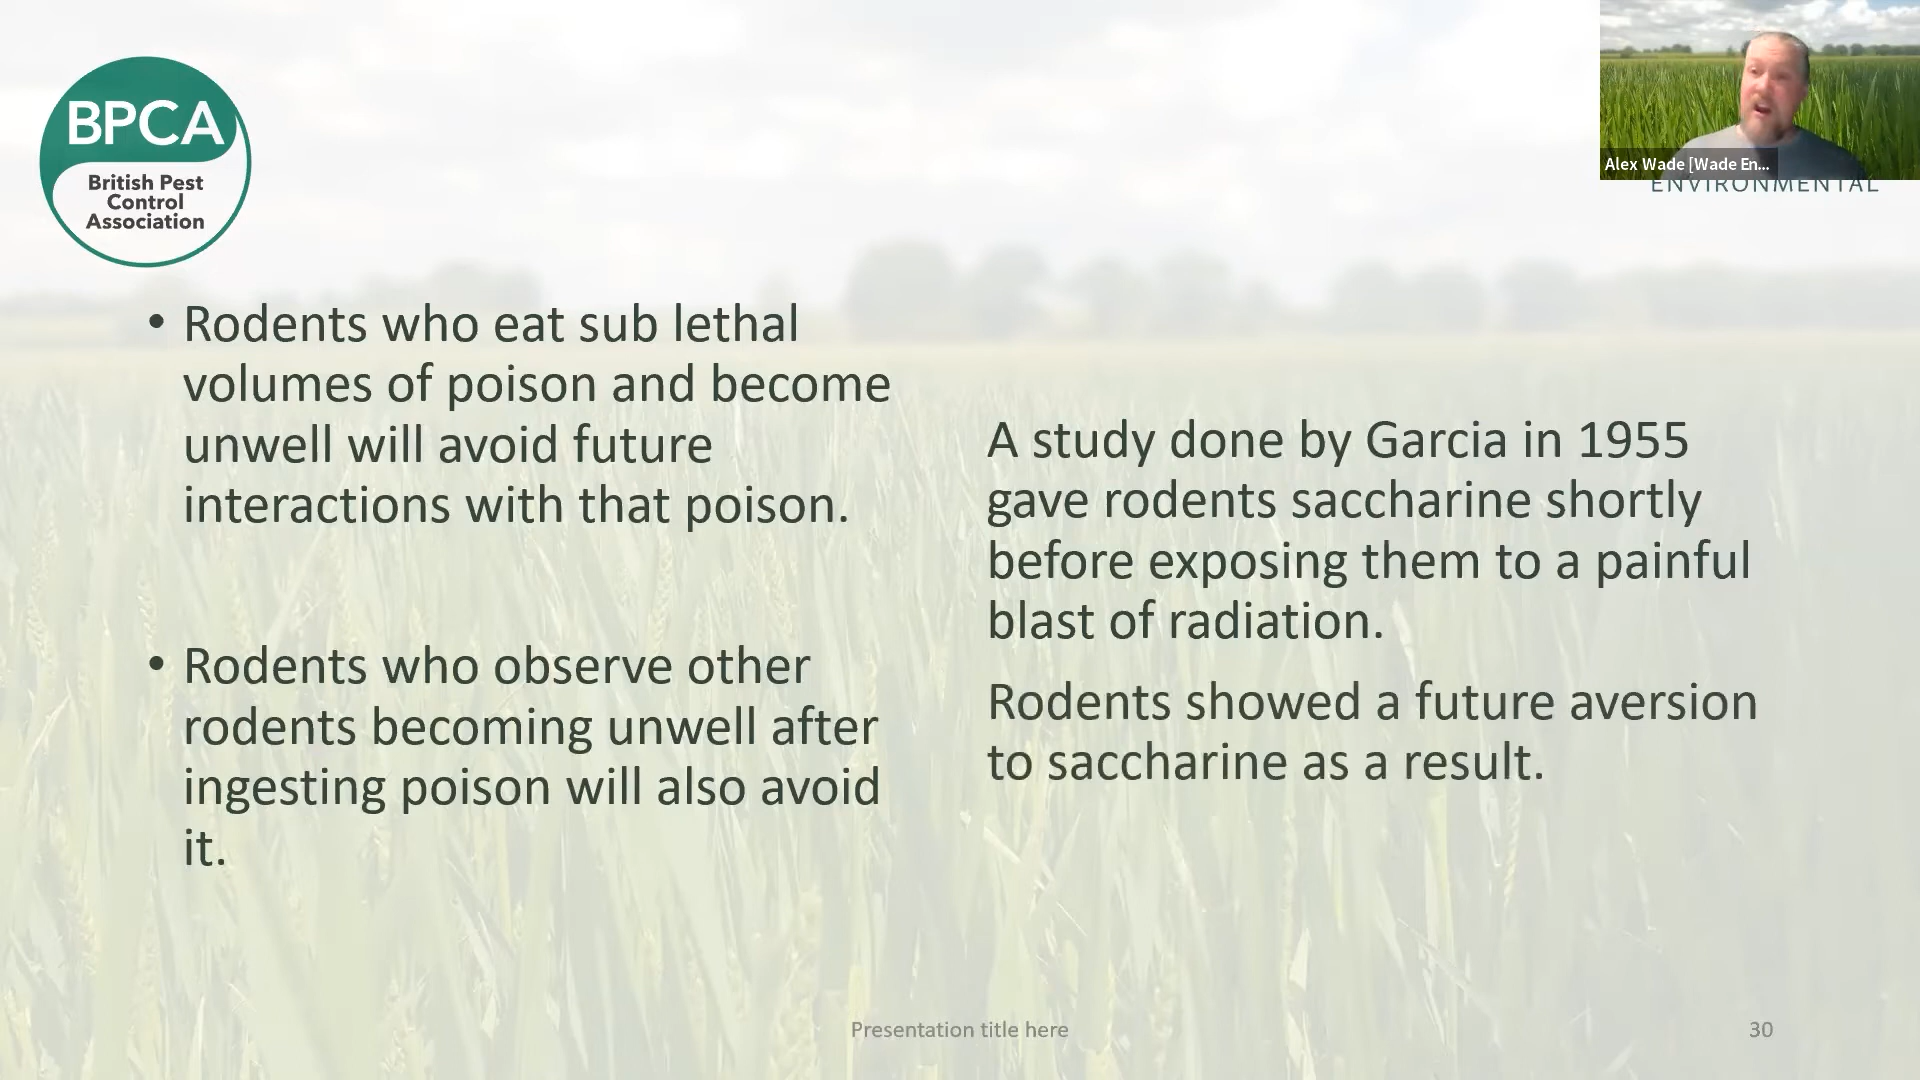 BPCA
British Pest
Control
Association
Alex Wade [Wade En...
ENVIRONMENTAL
• Rodents who eat sub lethal
volumes of poison and become
unwell will avoid future
interactions with that poison.
• Rodents who observe other
rodents becoming unwell after
ingesting poison will also avoid
it.
A study done by Garcia in 1955
gave rodents saccharine shortly
before exposing them to a painful
blast of radiation.
Rodents showed a future aversion
to saccharine as a result.
Presentation title here
30